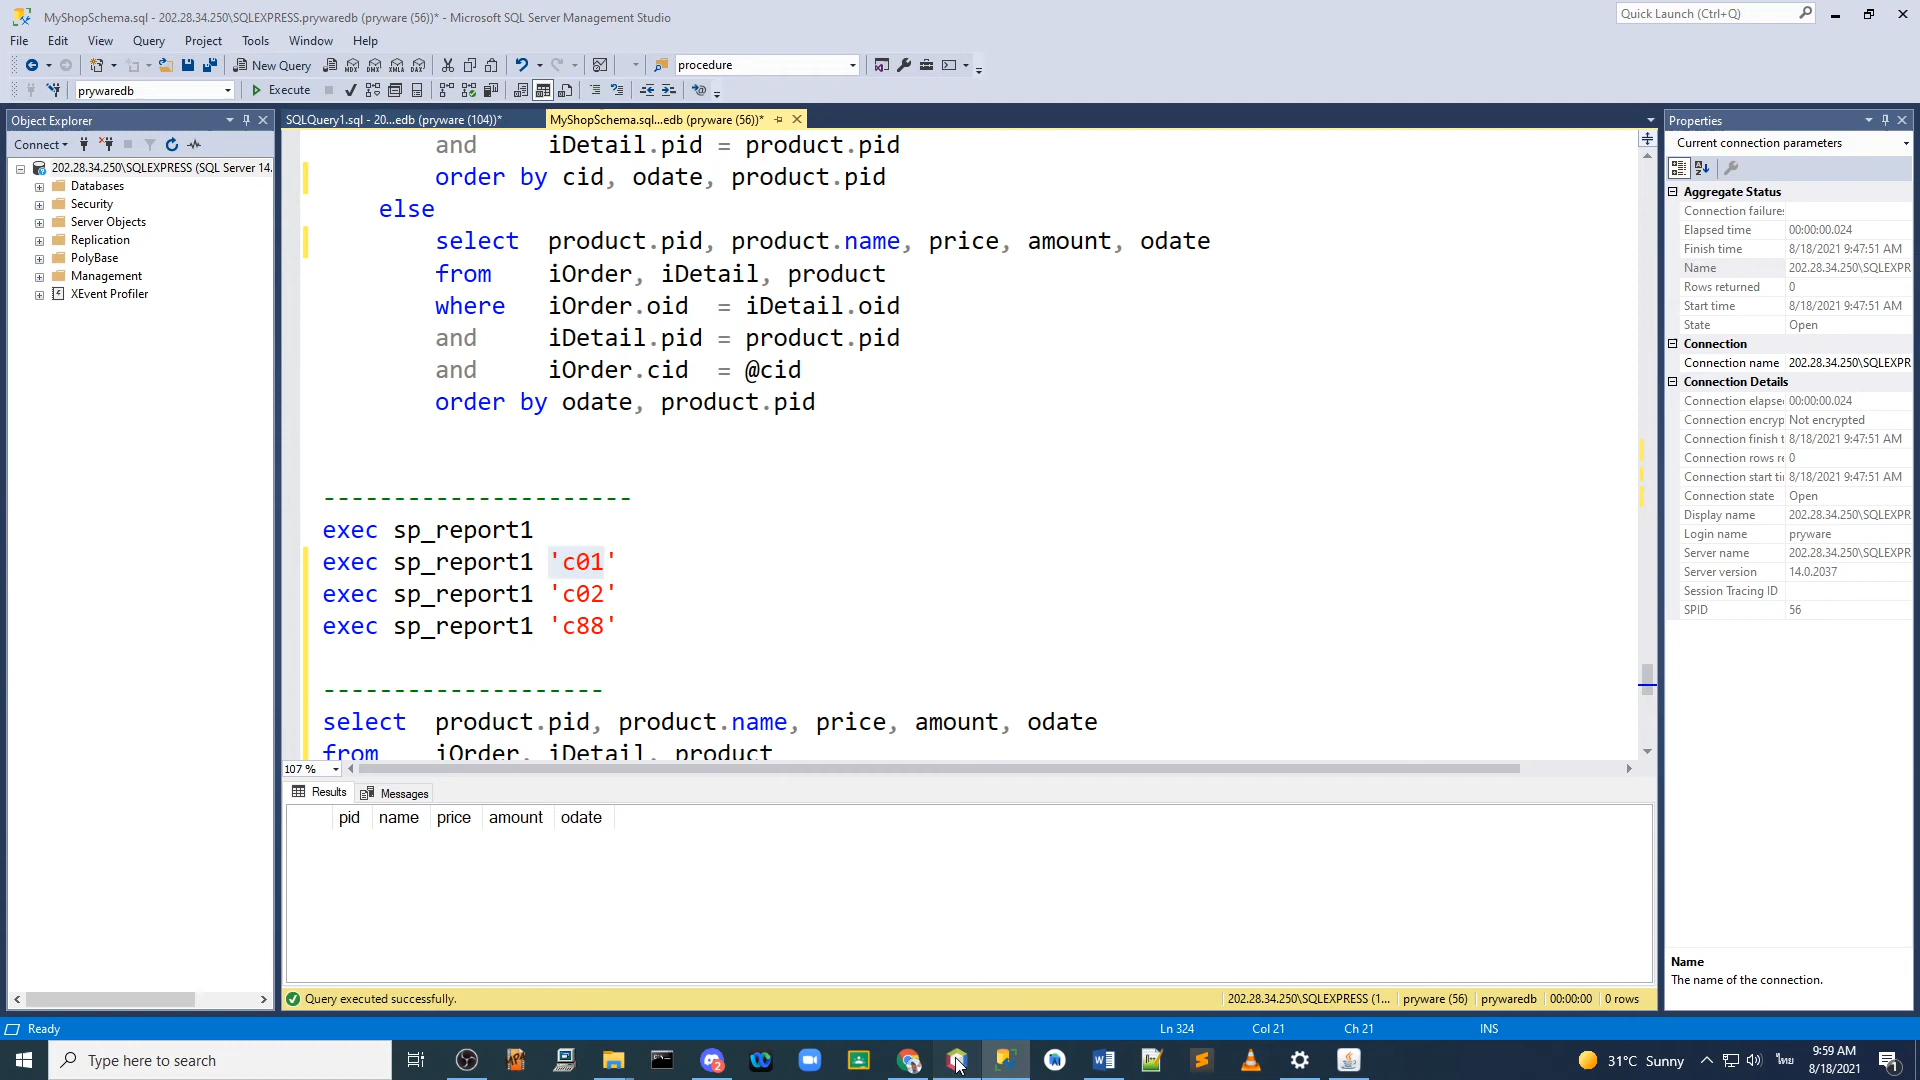 MyShopSchema.sql - 202.28.34.250\SQLEXPRESS.prywaredb (pryware (56))* - Microsoft SQL Server Management Studio
Quick Launch (Ctrl+Q)
File Edit View Query Project Tools Window Help
New Query
procedure
prywaredb
Execute
Object Explorer
Connect
202.28.34.250\SQLEXPRESS (SQL Server 14.
Databases
Security
Server Objects
Replication
PolyBase
Management
XEvent Profiler
SQLQuery1.sql - 20...edb (pryware (104))*
MyShopSchema.sql...edb (pryware (56))*
and iDetail.pid = product.pid
order by cid, odate, product.pid
else
select product.pid, product.name, price, amount, odate
from iOrder, iDetail, product
where iOrder.oid = iDetail.oid
and iDetail.pid = product.pid
and iOrder.cid = @cid
order by odate, product.pid
----------------------
exec sp_report1
exec sp_report1 'c01'
exec sp_report1 'c02'
exec sp_report1 'c88'
--------------------
select product.pid, product.name, price, amount, odate
from iOrder, iDetail, product
107 %
Results Messages
pid name price amount odate
Query executed successfully.
202.28.34.250\SQLEXPRESS (1... pryware (56) prywaredb 00:00:00 0 rows
Properties
Current connection parameters
Aggregate Status
Connection failures
Elapsed time 00:00:00.024
Finish time 8/18/2021 9:47:51 AM
Name 202.28.34.250\SQLEXPR
Rows returned 0
Start time 8/18/2021 9:47:51 AM
State Open
Connection
Connection name 202.28.34.250\SQLEXPR
Connection Details
Connection elapse 00:00:00.024
Connection encryp Not encrypted
Connection finish t 8/18/2021 9:47:51 AM
Connection rows re 0
Connection start ti 8/18/2021 9:47:51 AM
Connection state Open
Display name 202.28.34.250\SQLEXPR
Login name pryware
Server name 202.28.34.250\SQLEXPR
Server version 14.0.2037
Session Tracing ID
SPID 56
Name
The name of the connection.
Ready
Ln 324 Col 21 Ch 21 INS
Type here to search
31°C Sunny
ไทย
9:59 AM
8/18/2021